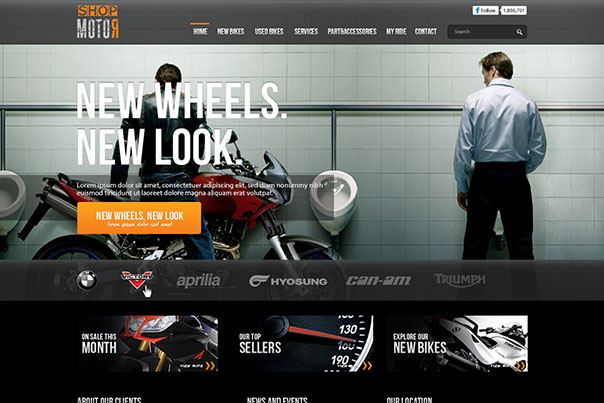 SHOP
MOTOR
Follow 1.866,701
HOME NEW BIKES USED BIKES SERVICES PART&ACCESSORIES MY RIDE CONTACT
Search
NEW WHEELS.
NEW LOOK.
Lorem ipsum dolor sit amet, consectetuer adipiscing elit, sed diam nonummy nibh
euismod tincidunt ut laoreet dolore magna aliquam erat volutpat.
NEW WHEELS, NEW LOOK
lorem ipsum dolor sit amet
VICTORY
aprilia
HYOSUNG
can-am
TRIUMPH
ON SALE THIS
MONTH
VIEW MORE
OUR TOP
SELLERS
130
150
170
190
EXPLORE OUR
NEW BIKES
VIEW MORE
ABOUT OUR CLIENTS
NEWS AND EVENTS
OUR LOCATION